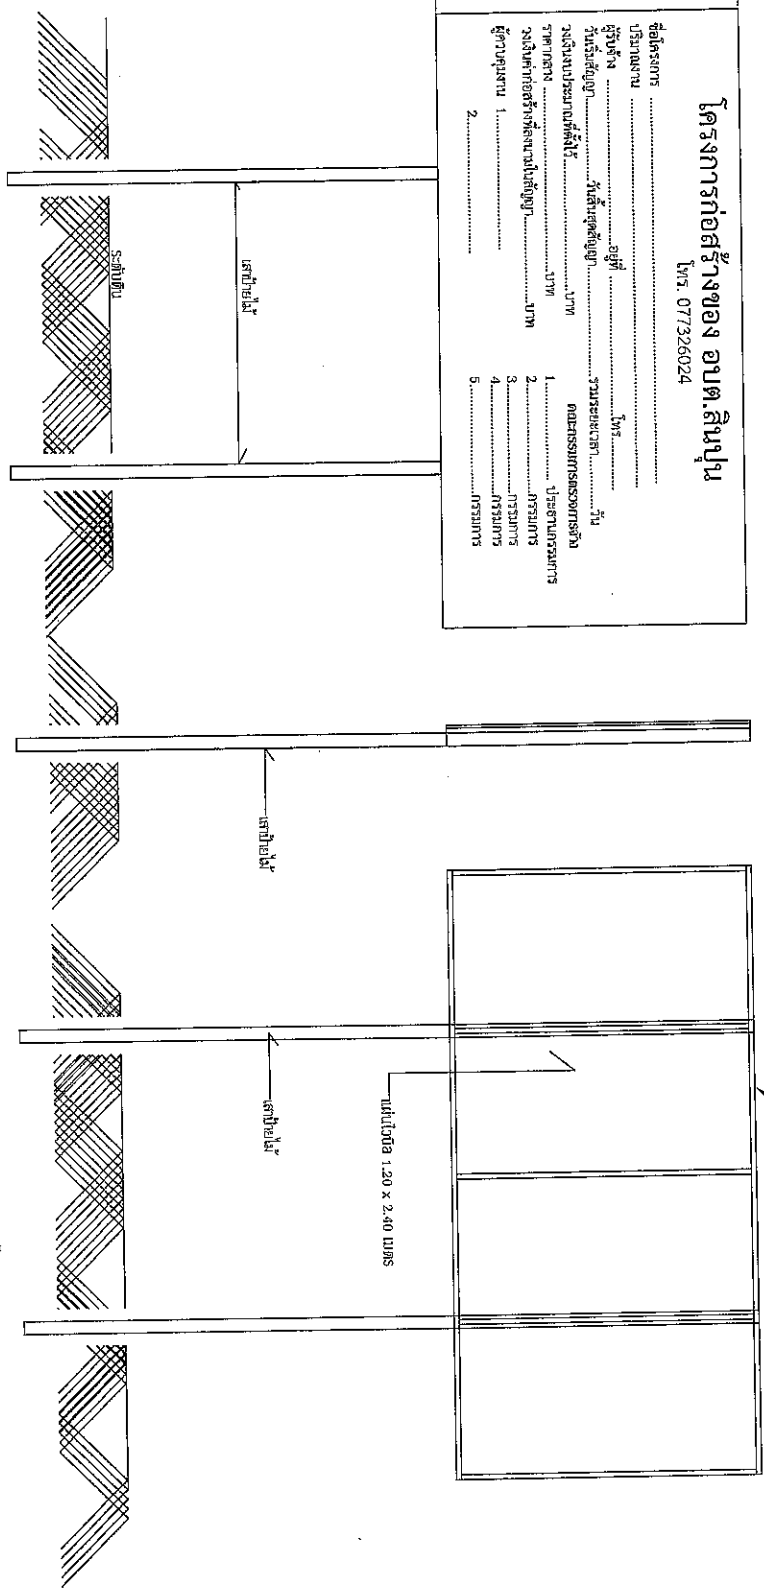 โครงการก่อสร้างของ อบต.สินปุน
โทร. 077326024
ชื่อโครงการ ............................................
ปริมาณงาน ............................................
ผู้รับจ้าง ....................อยู่ที่ ....................โทร....................
วันเริ่มสัญญา....................วันสิ้นสุดสัญญา....................รวมระยะเวลา..........วัน
วงเงินงบประมาณที่ตั้งไว้....................บาท
ราคากลาง ....................บาท
วงเงินค่าก่อสร้างที่ลงนามในสัญญา....................บาท
ผู้ควบคุมงาน 1....................
2....................
คณะกรรมการตรวจการจ้าง
1.................... ประธานกรรมการ
2....................กรรมการ
3....................กรรมการ
4....................กรรมการ
5....................กรรมการ
เสาป้ายไม้
ระดับดิน
เสาป้ายไม้
เสาป้ายไม้
แผ่นไวนิล 1.20 x 2.40 เมตร